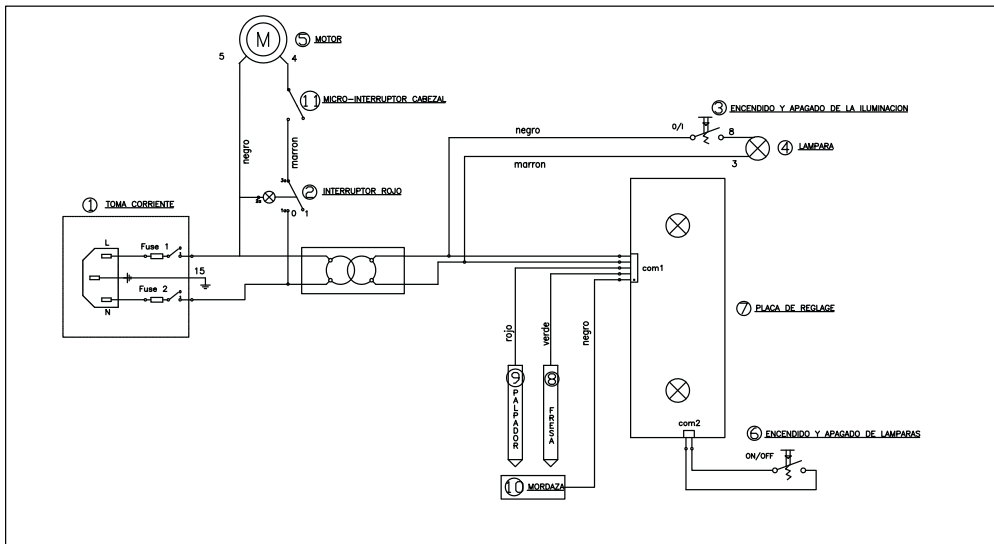 M
5 MOTOR
5
4
11 MICRO-INTERRUPTOR CABEZAL
3 ENCENDIDO Y APAGADO DE LA ILUMINACION
0/I
8
negro
4 LAMPARA
3
marron
negro
marron
2 INTERRUPTOR ROJO
0 1
1 TOMA CORRIENTE
L
Fuse 1
15
Fuse 2
N
com1
7 PLACA DE REGLAGE
rojo
verde
negro
9 PALPADOR
8 FRESA
10 MORDAZA
com2
6 ENCENDIDO Y APAGADO DE LAMPARAS
ON/OFF